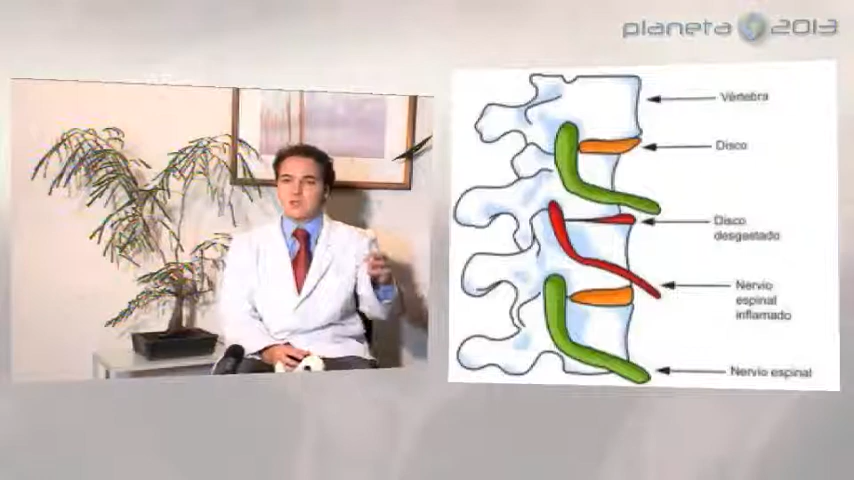 planeta 2013
Vértebra
Disco
Disco
desgastado
Nervio
espinal
inflamado
Nervio espinal